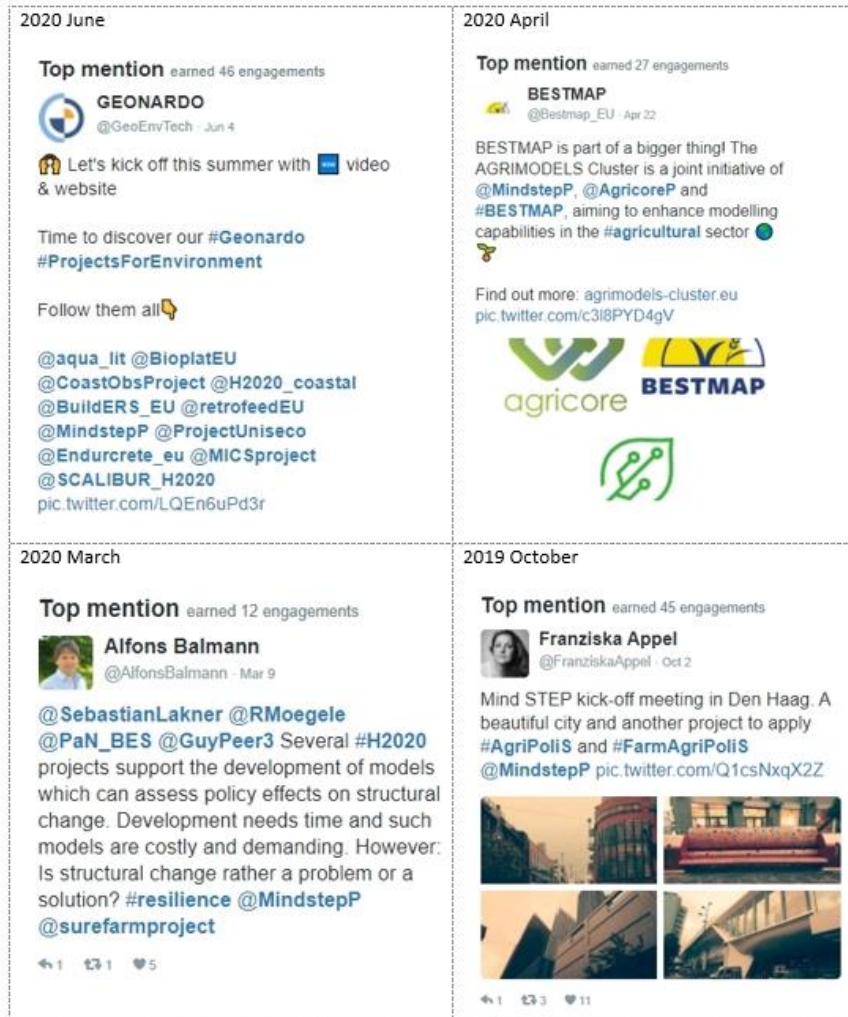 2020 June
Top mention earned 46 engagements
GEONARDO
@GeoEnvTech · Jun 4
Let's kick off this summer with video
& website
Time to discover our #Geonardo
#ProjectsForEnvironment
Follow them all
@aqua_lit @BioplatEU
@CoastObsProject @H2020_coastal
@BuildERS_EU @retrofeedEU
@MindstepP @ProjectUniseco
@Endurcrete_eu @MICSproject
@SCALIBUR_H2020
pic.twitter.com/LQEn6uPd3r
2020 April
Top mention earned 27 engagements
BESTMAP
@Bestmap_EU · Apr 22
BESTMAP is part of a bigger thing! The
AGRIMODELS Cluster is a joint initiative of
@MindstepP, @AgricoreP and
#BESTMAP, aiming to enhance modelling
capabilities in the #agricultural sector
Find out more: agrimodels-cluster.eu
pic.twitter.com/c3l8PYD4gV
agricore
BESTMAP
2020 March
Top mention earned 12 engagements
Alfons Balmann
@AlfonsBalmann · Mar 9
@SebastianLakner @RMoegele
@PaN_BES @GuyPeer3 Several #H2020
projects support the development of models
which can assess policy effects on structural
change. Development needs time and such
models are costly and demanding. However:
Is structural change rather a problem or a
solution? #resilience @MindstepP
@surefarmproject
1 1 5
2019 October
Top mention earned 45 engagements
Franziska Appel
@FranziskaAppel · Oct 2
Mind STEP kick-off meeting in Den Haag. A
beautiful city and another project to apply
#AgriPoliS and #FarmAgriPoliS
@MindstepP pic.twitter.com/Q1csNxqX2Z
1 3 11